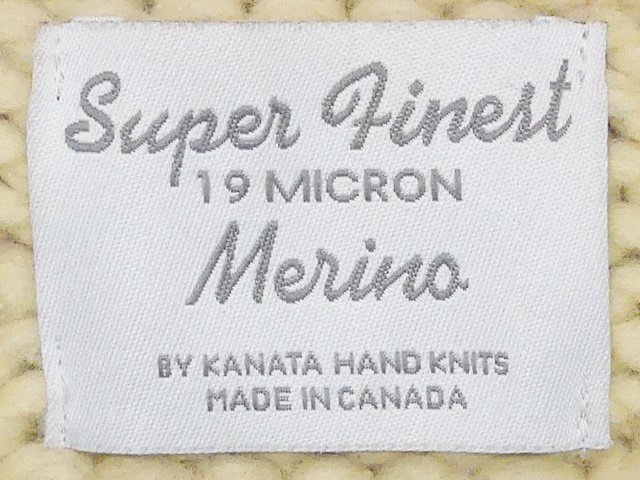 Super Finest
19 MICRON
Merino
BY KANATA HAND KNITS
MADE IN CANADA